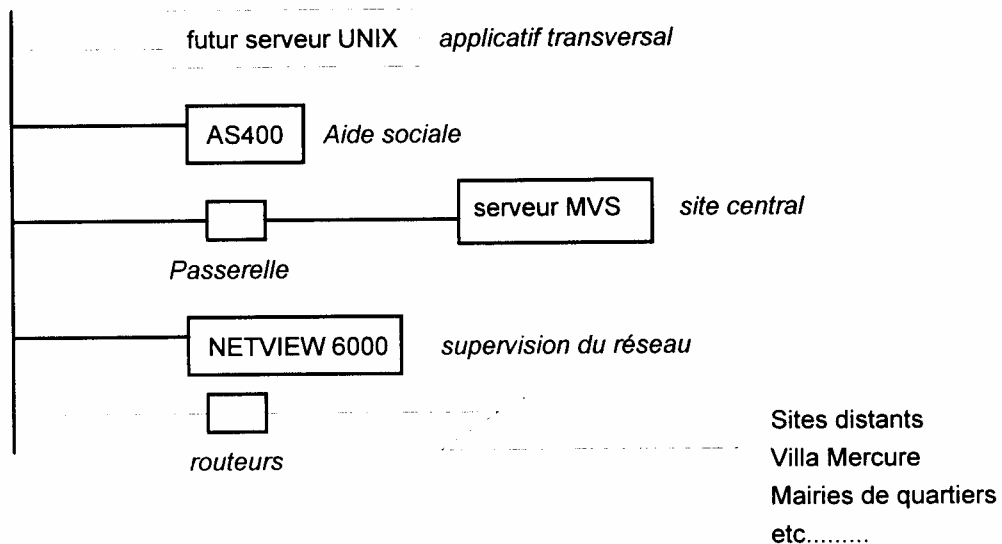 futur serveur UNIX applicatif transversal
AS400 Aide sociale
serveur MVS site central
Passerelle
NETVIEW 6000 supervision du réseau
routeurs
Sites distants
Villa Mercure
Mairies de quartiers
etc.........